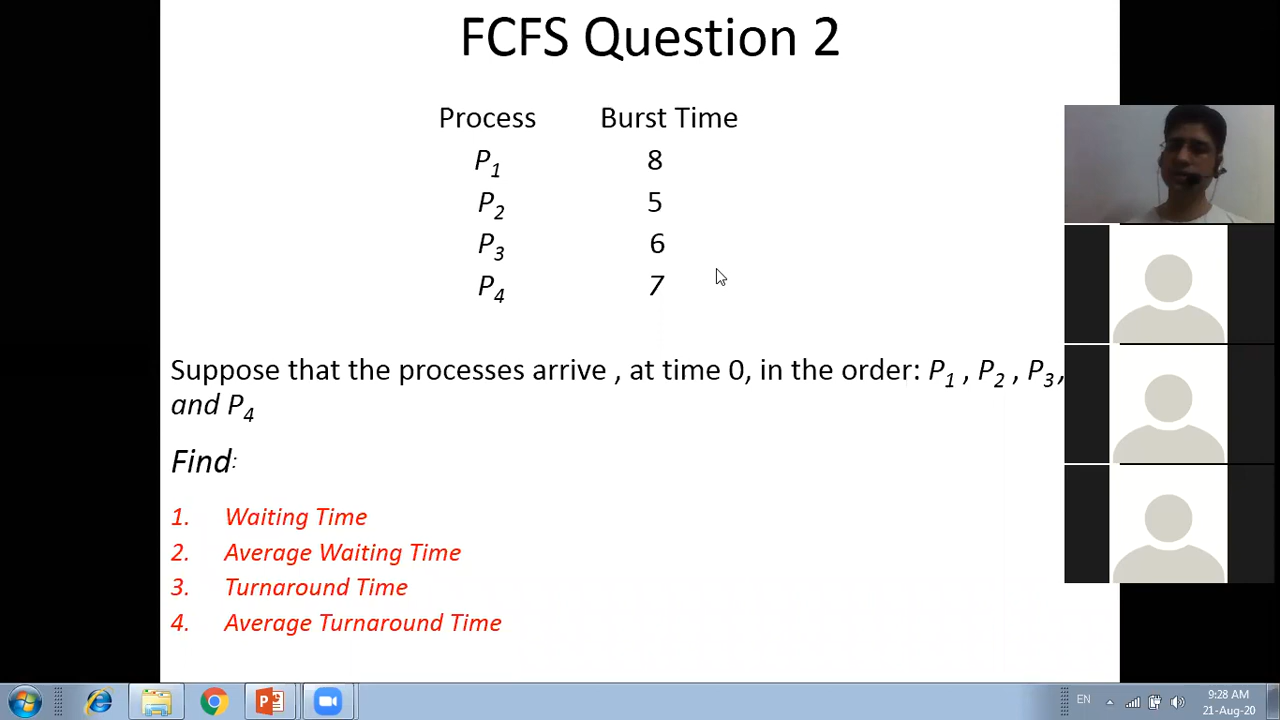 FCFS Question 2
Process Burst Time
P1 8
P2 5
P3 6
P4 7
Suppose that the processes arrive , at time 0, in the order: P1 , P2 , P3,
and P4
Find:
1. Waiting Time
2. Average Waiting Time
3. Turnaround Time
4. Average Turnaround Time
EN
9:28 AM
21-Aug-20